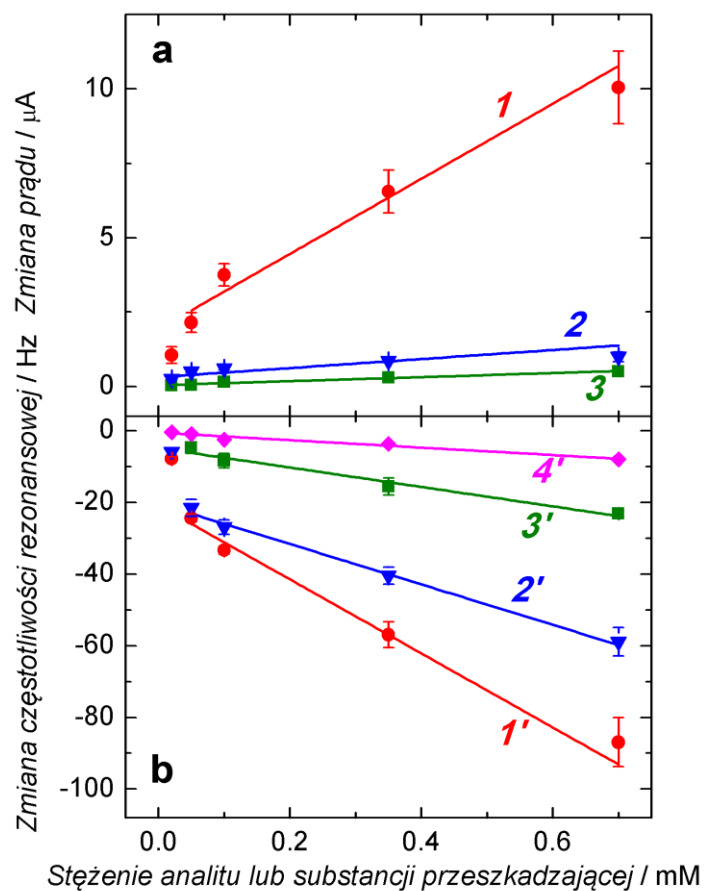 a
1
10
5
2
3
0
Zmiana prądu / μA
b
0
4'
-20
3'
-40
2'
-60
-80
1'
-100
Zmiana częstotliwości rezonansowej / Hz
0.0 0.2 0.4 0.6
Stężenie analitu lub substancji przeszkadzającej / mM